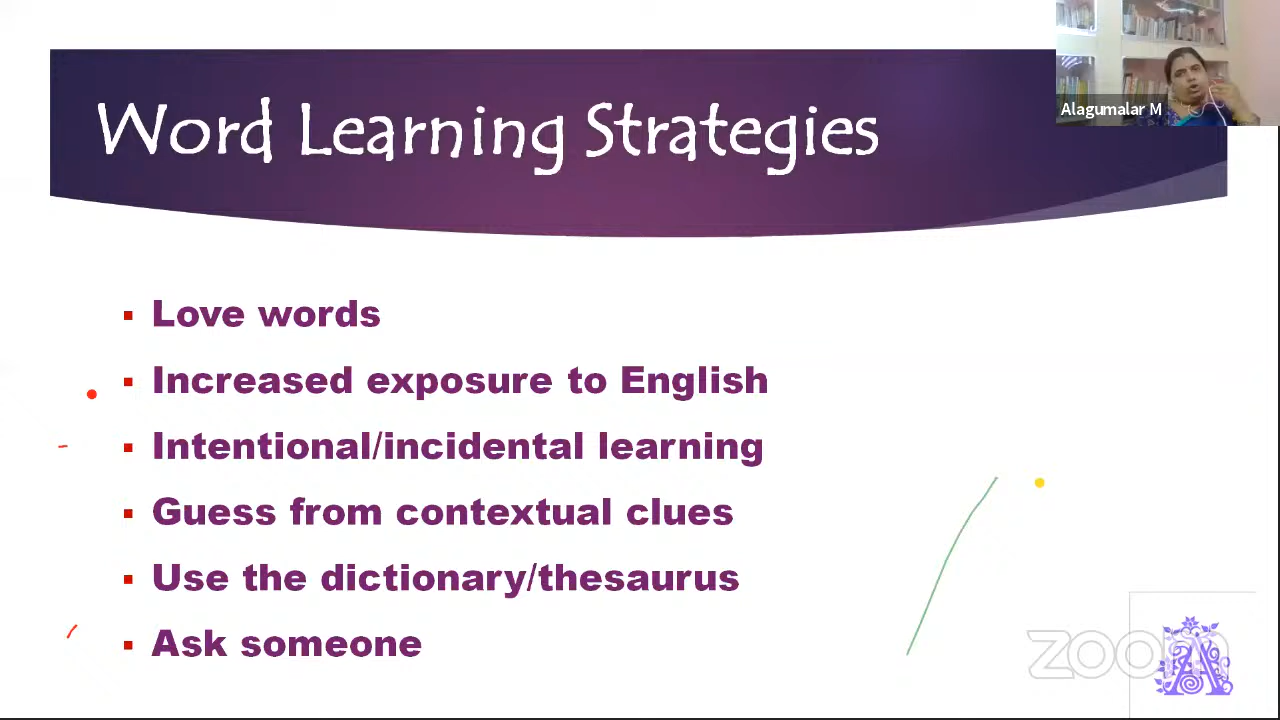 Word Learning Strategies
Alagumalar M
Love words
Increased exposure to English
Intentional/incidental learning
Guess from contextual clues
Use the dictionary/thesaurus
Ask someone
zoom
A